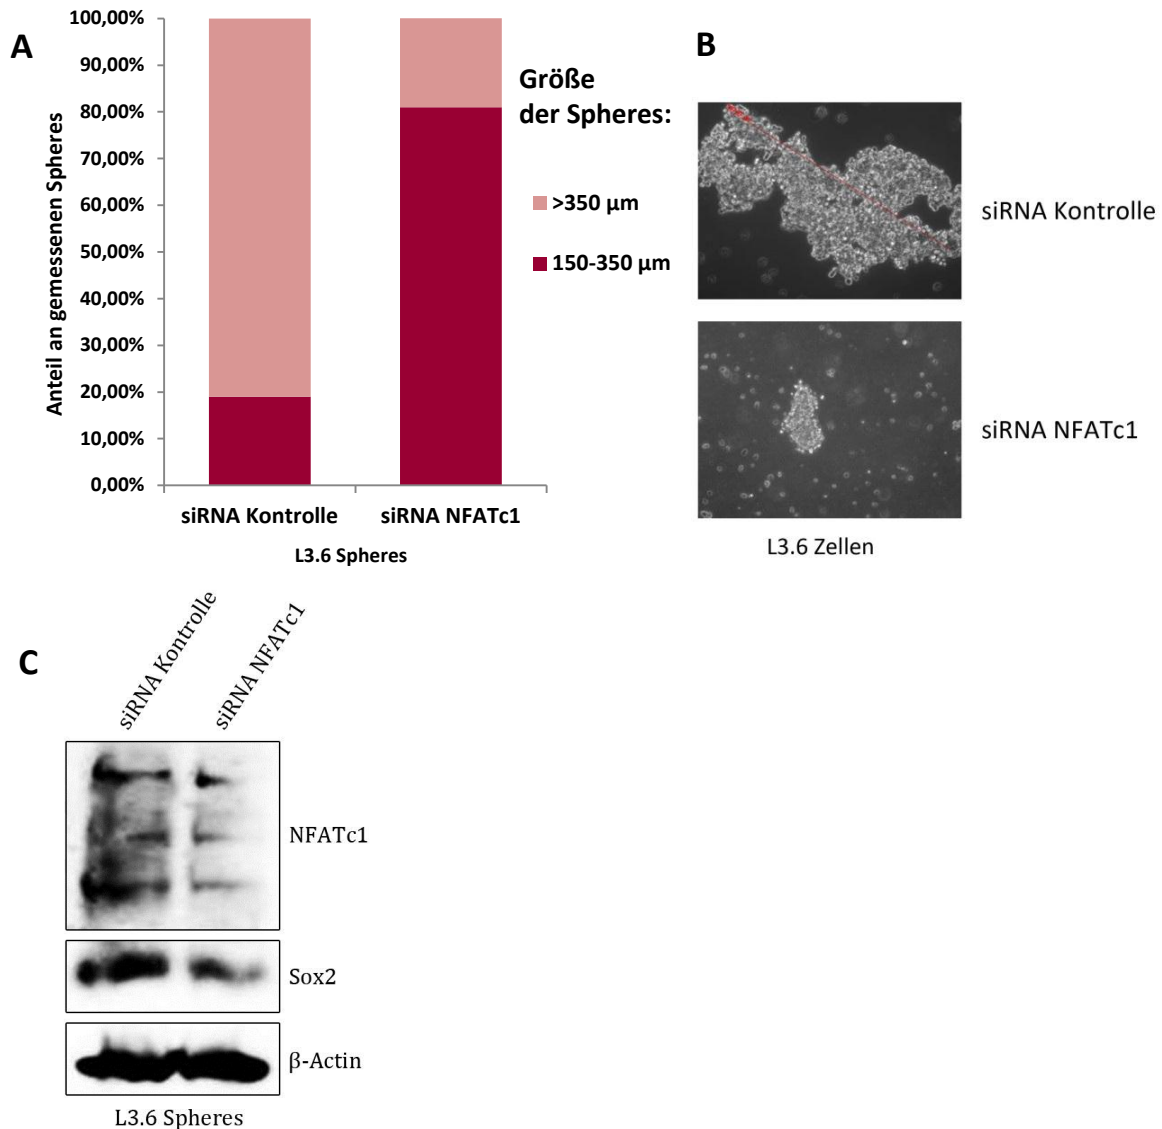 A
100,00%
90,00%
80,00%
70,00%
60,00%
50,00%
40,00%
30,00%
20,00%
10,00%
0,00%
Anteil an gemessenen Spheres
siRNA Kontrolle
siRNA NFATc1
L3.6 Spheres
Größe
der Spheres:
>350 µm
150-350 µm
B
siRNA Kontrolle
siRNA NFATc1
L3.6 Zellen
C
siRNA Kontrolle
siRNA NFATc1
NFATc1
Sox2
β-Actin
L3.6 Spheres